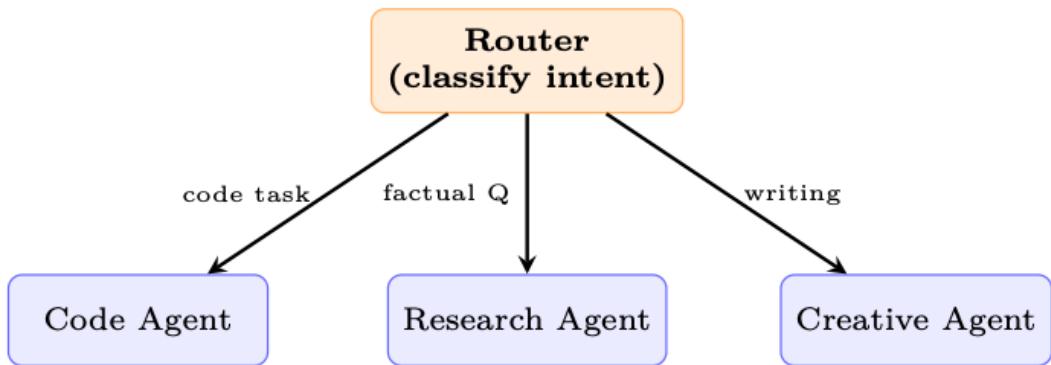 Router
(classify intent)
code task
factual Q
writing
Code Agent
Research Agent
Creative Agent